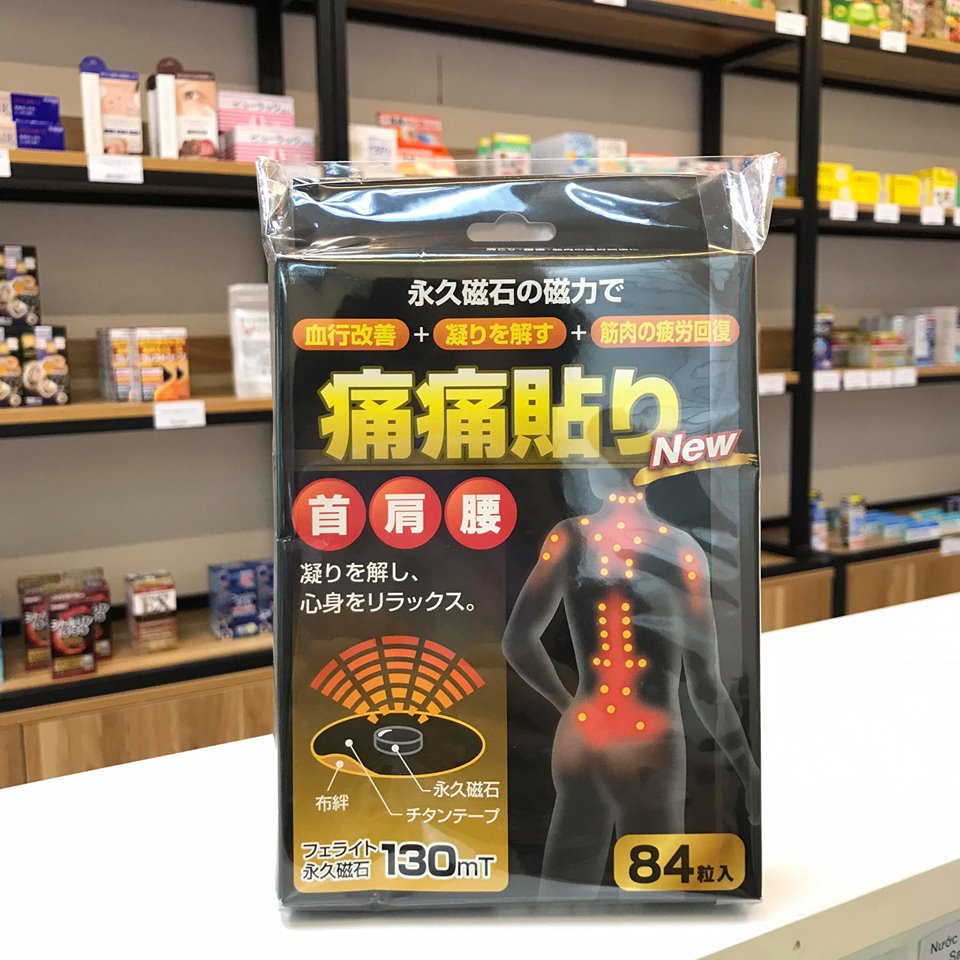 永久磁石の磁力で
血行改善 + 凝りを解す + 筋肉の疲労回復
痛痛貼り
New
首 肩 腰
凝りを解し、
心身をリラックス。
永久磁石
布絆
チタンテープ
フェライト
永久磁石 130mT
84粒入
EX
Nước